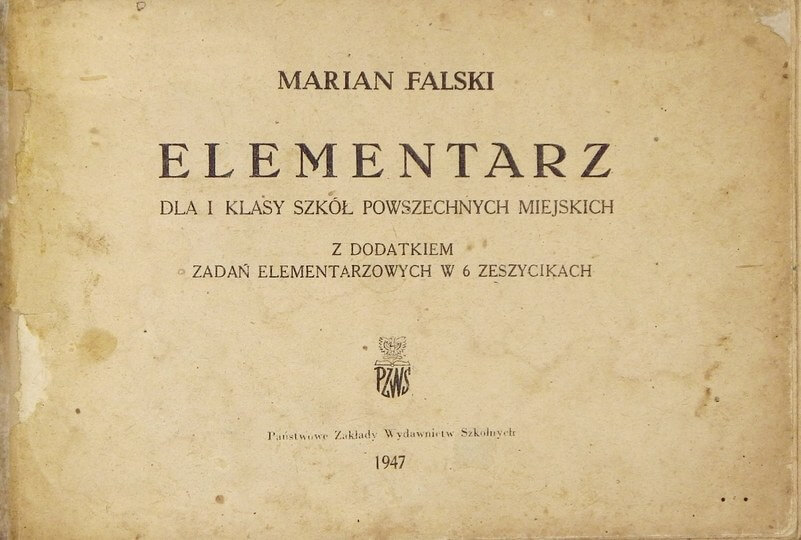 MARIAN FALSKI
ELEMENTARZ
DLA I KLASY SZKÓŁ POWSZECHNYCH MIEJSKICH
Z DODATKIEM
ZADAŃ ELEMENTARZOWYCH W 6 ZESZYCIKACH
PZWS
Państwowe Zakłady Wydawnictw Szkolnych
1947